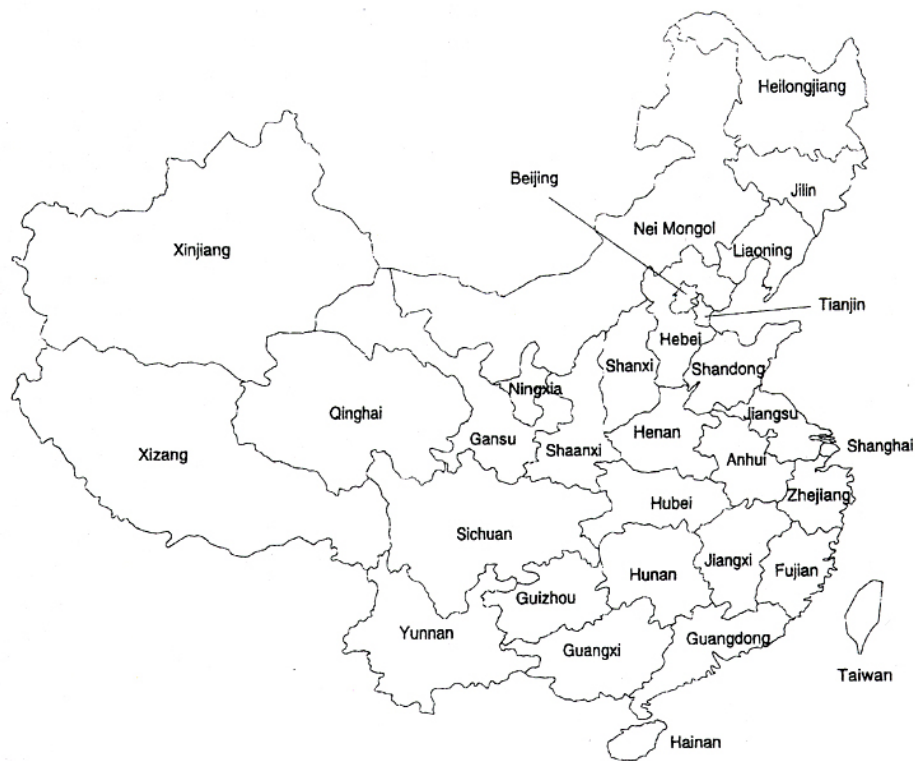 Heilongjiang
Beijing
Jilin
Nei Mongol
Liaoning
Xinjiang
Tianjin
Hebei
Shanxi
Shandong
Ningxia
Qinghai
Jiangsu
Henan
Gansu
Shaanxi
Shanghai
Xizang
Anhui
Zhejiang
Hubei
Sichuan
Jiangxi
Fujian
Hunan
Guizhou
Yunnan
Guangdong
Guangxi
Taiwan
Hainan